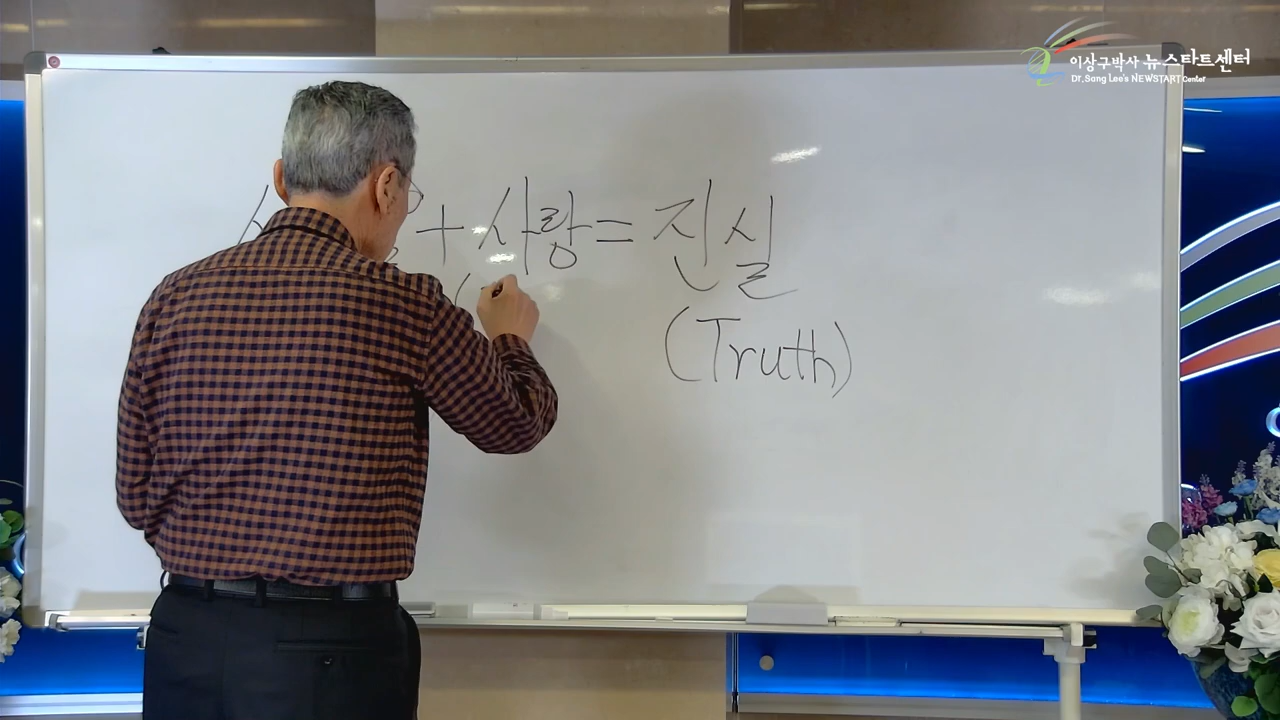 이상구박사 뉴스타트센터
Dr.Sang Lee's NEWSTART Center
+ 사랑 = 진실
(Truth)